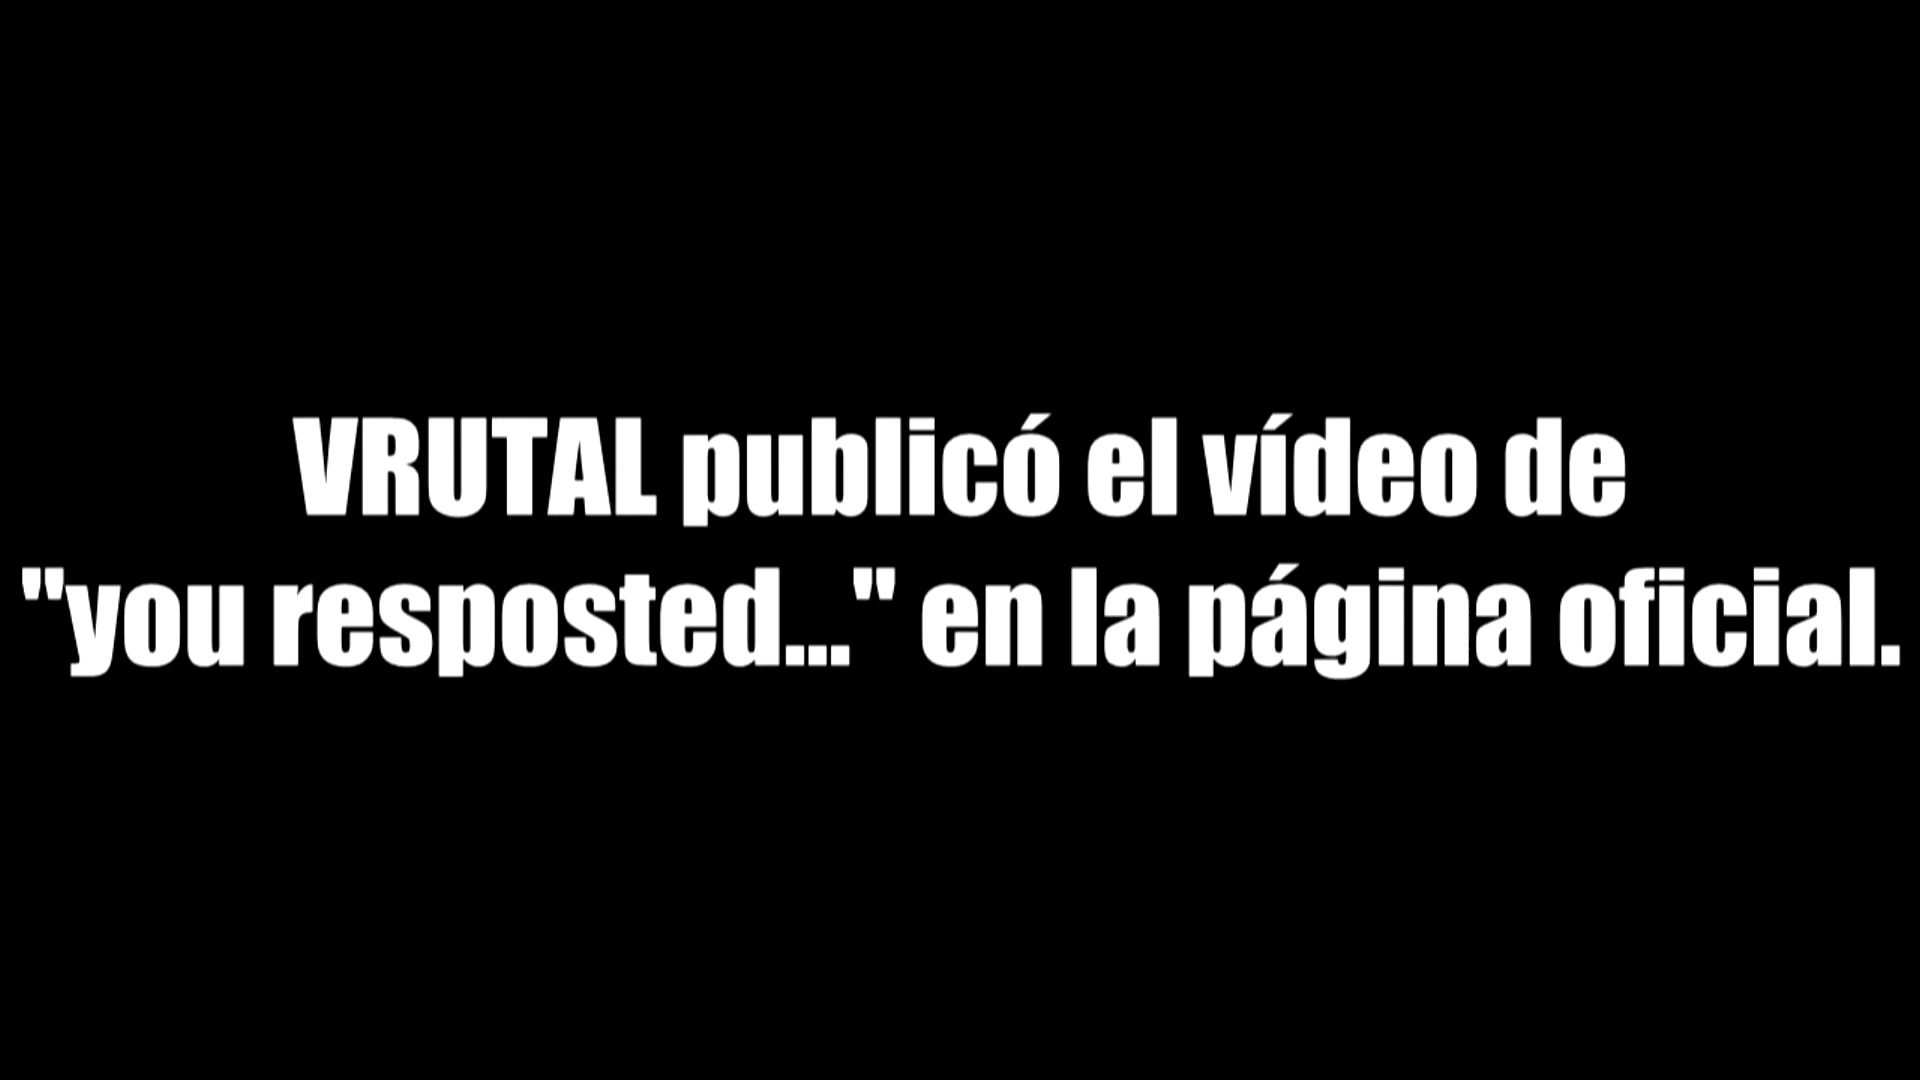 VRUTAL publicó el vídeo de
"you resposted..." en la página oficial.